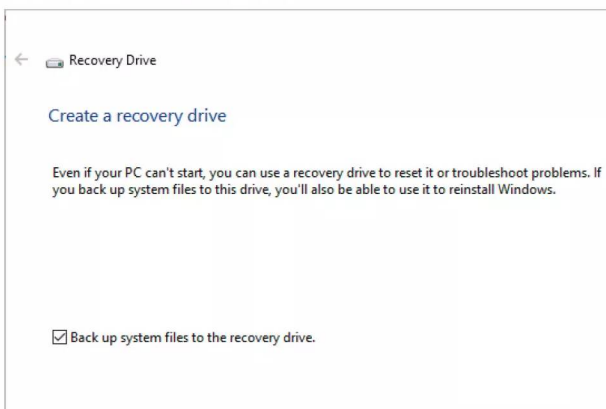 Recovery Drive
Create a recovery drive
Even if your PC can't start, you can use a recovery drive to reset it or troubleshoot problems. If
you back up system files to this drive, you'll also be able to use it to reinstall Windows.
Back up system files to the recovery drive.